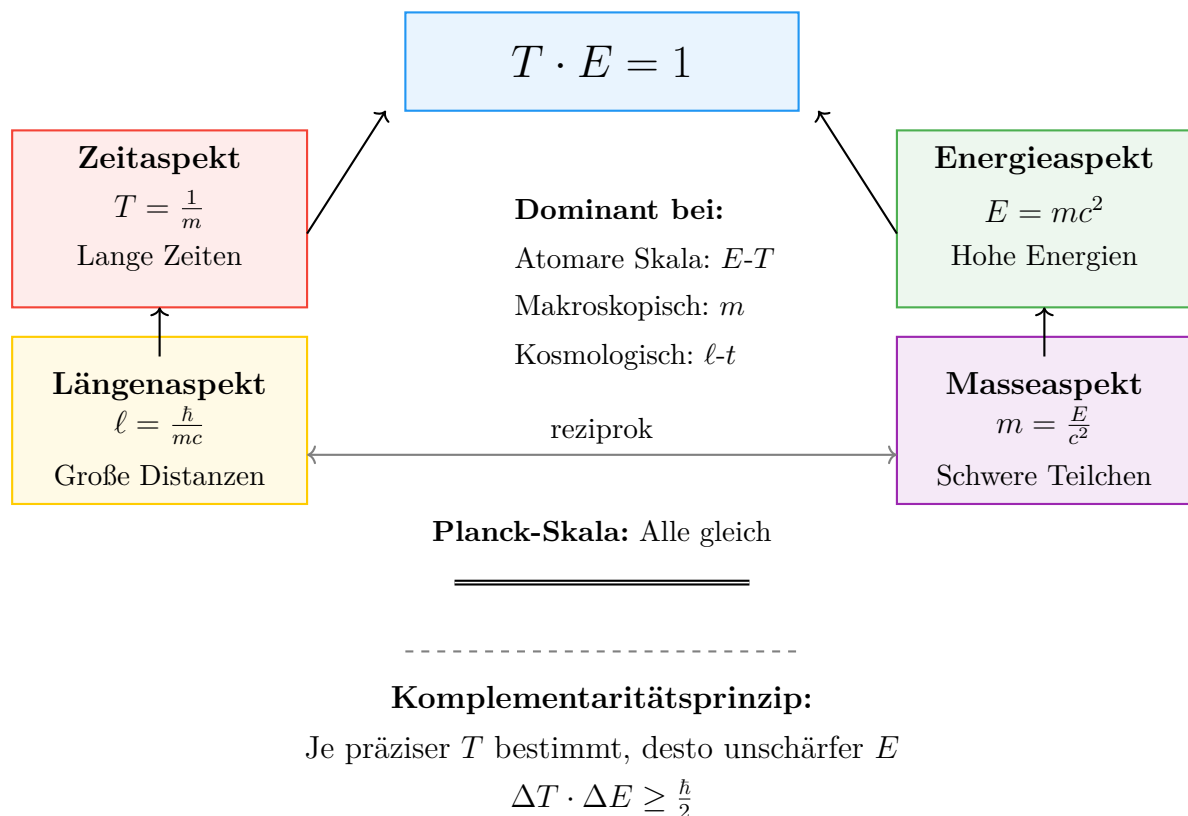 T · E = 1
Zeitaspekt
T = 1/m
Lange Zeiten
Energieaspekt
E = mc²
Hohe Energien
Dominant bei:
Atomare Skala: E-T
Makroskopisch: m
Kosmologisch: ℓ-t
Längenaspekt
ℓ = ħ/mc
Große Distanzen
reziprok
Masseaspekt
m = E/c²
Schwere Teilchen
Planck-Skala: Alle gleich
Komplementaritätsprinzip:
Je präziser T bestimmt, desto unschärfer E
ΔT · ΔE ≥ ħ/2